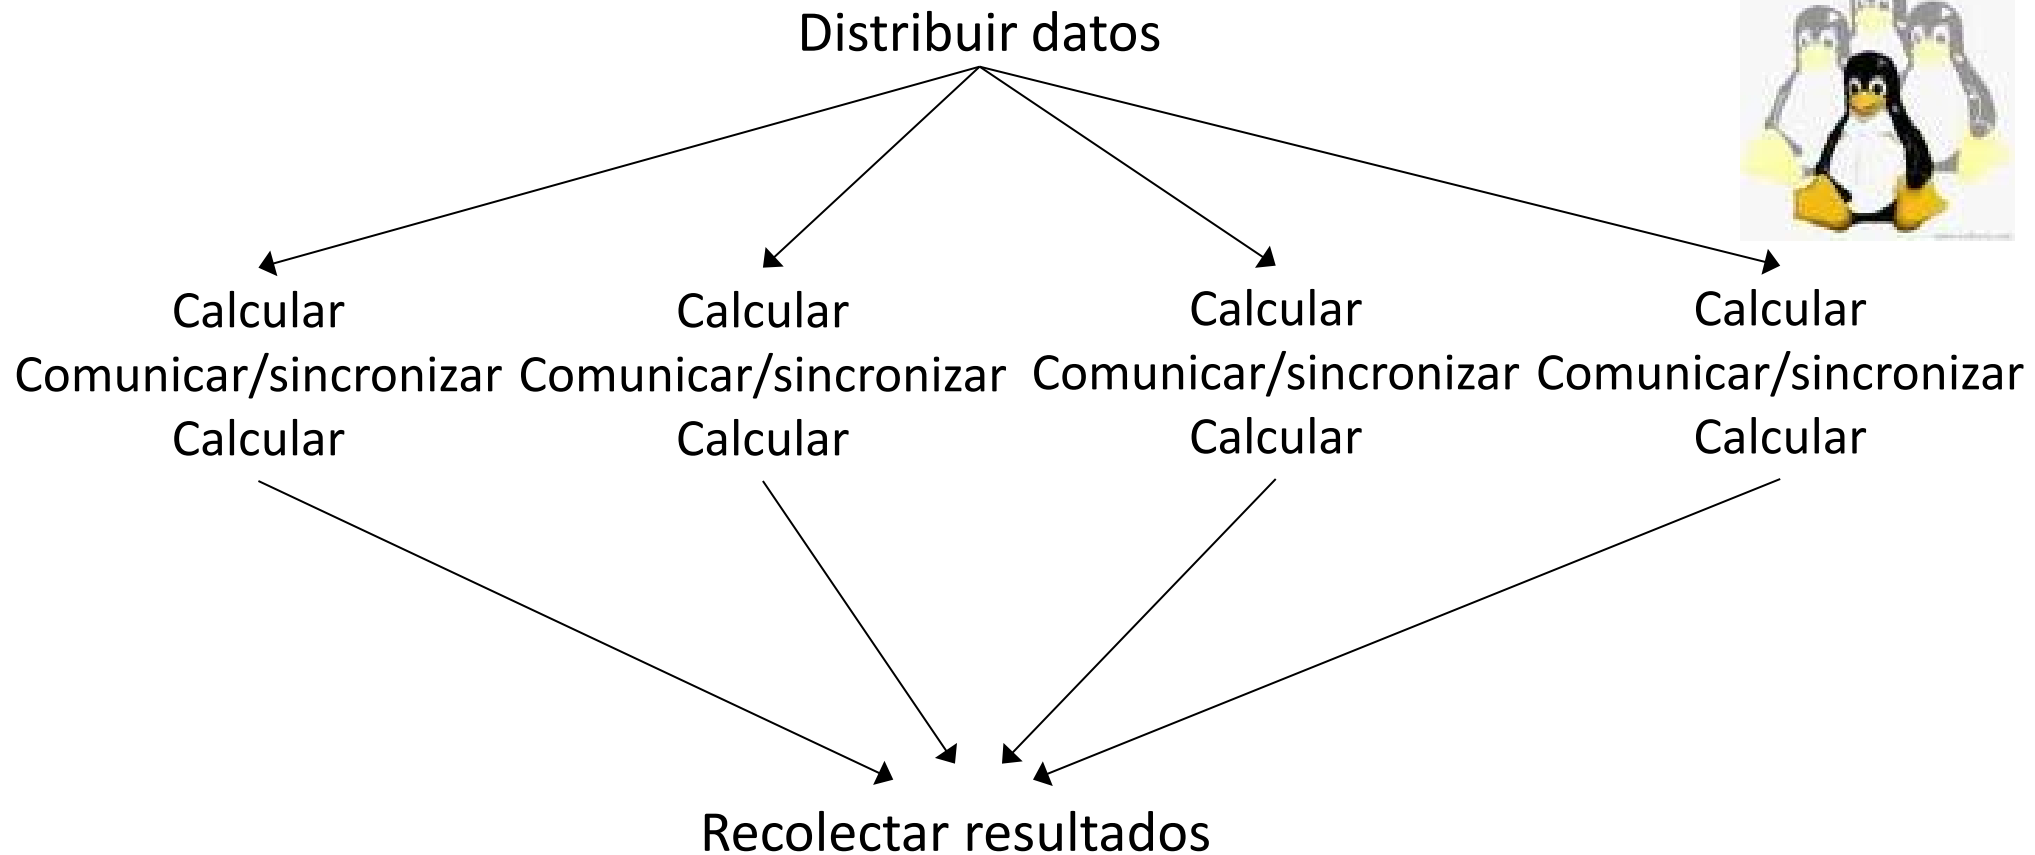 Distribuir datos
Calcular
Comunicar/sincronizar
Calcular
Calcular
Comunicar/sincronizar
Calcular
Calcular
Comunicar/sincronizar
Calcular
Calcular
Comunicar/sincronizar
Calcular
Recolectar resultados